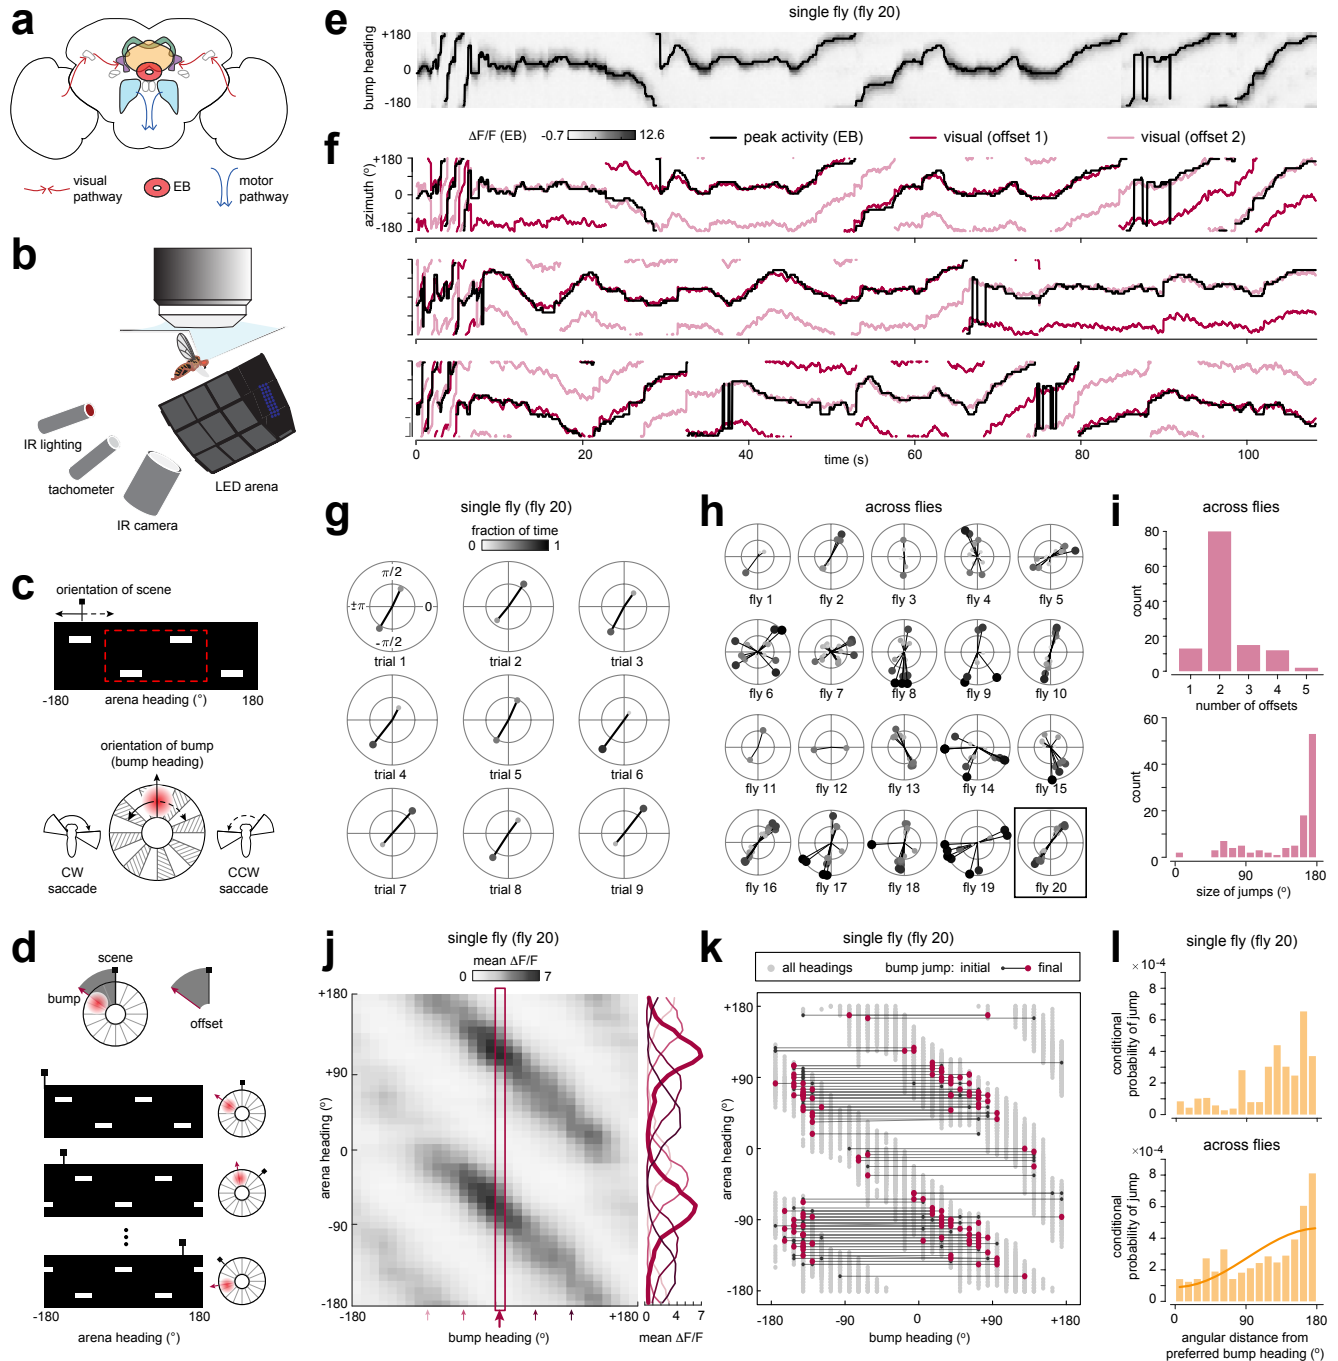 a
visual
pathway
EB
motor
pathway
b
IR lighting
tachometer
IR camera
LED arena
c
orientation of scene
-180
arena heading (°)
180
orientation of bump
(bump heading)
CW
saccade
CCW
saccade
d
scene
bump
offset
-180
180
arena heading (°)
e
single fly (fly 20)
bump heading
+180
0
-180
ΔF/F (EB)
-0.7
12.6
peak activity (EB)
visual (offset 1)
visual (offset 2)
f
azimuth (°)
+180
0
-180
0
20
40
60
80
100
0
20
40
60
80
100
time (s)
g
single fly (fly 20)
fraction of time
0
1
π/2
±π
0
-π/2
trial 1
trial 2
trial 3
trial 4
trial 5
trial 6
trial 7
trial 8
trial 9
h
across flies
fly 1
fly 2
fly 3
fly 4
fly 5
fly 6
fly 7
fly 8
fly 9
fly 10
fly 11
fly 12
fly 13
fly 14
fly 15
fly 16
fly 17
fly 18
fly 19
fly 20
i
across flies
count
80
60
40
20
0
1
2
3
4
5
number of offsets
count
60
40
20
0
0
90
180
size of jumps (°)
j
single fly (fly 20)
mean ΔF/F
0
7
arena heading (°)
+180
+90
0
-90
-180
-180
+180
bump heading (°)
0
4
7
mean ΔF/F
k
single fly (fly 20)
all headings
bump jump:
initial
final
arena heading (°)
+180
+90
0
-90
-180
-180
-90
0
+90
+180
bump heading (°)
l
single fly (fly 20)
× 10-4
conditional
probability of jump
8
6
4
2
0
across flies
× 10-4
conditional
probability of jump
8
6
4
2
0
0
90
180
angular distance from
preferred bump heading (°)